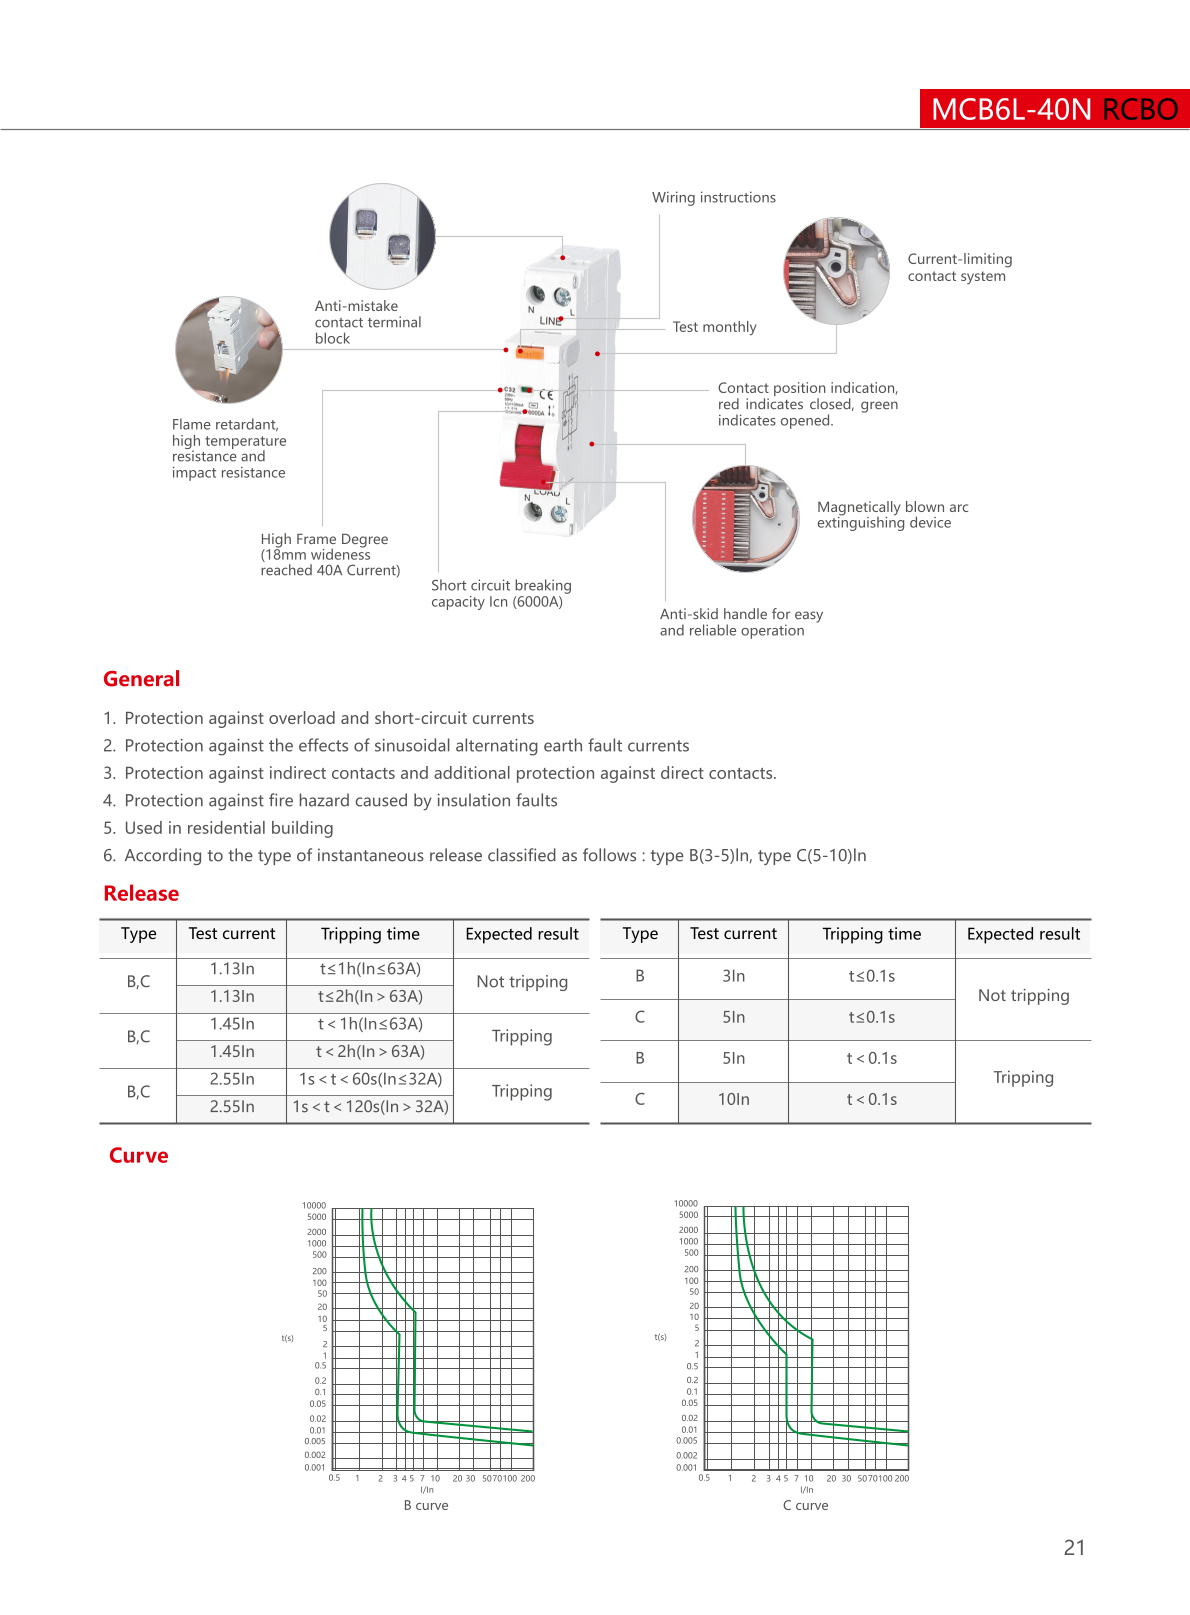 MCB6L-40N RCBO
Wiring instructions
Current-limiting
contact system
Anti-mistake
contact terminal
block
Test monthly
N
L
LINE
Contact position indication,
red indicates closed, green
indicates opened.
C32
CE
6000A
Flame retardant,
high temperature
resistance and
impact resistance
LOAD
N
L
Magnetically blown arc
extinguishing device
High Frame Degree
(18mm wideness
reached 40A Current)
Short circuit breaking
capacity Icn (6000A)
Anti-skid handle for easy
and reliable operation
General
1. Protection against overload and short-circuit currents
2. Protection against the effects of sinusoidal alternating earth fault currents
3. Protection against indirect contacts and additional protection against direct contacts.
4. Protection against fire hazard caused by insulation faults
5. Used in residential building
6. According to the type of instantaneous release classified as follows : type B(3-5)ln, type C(5-10)ln
Release
Type Test current Tripping time Expected result
B,C 1.13In t≤1h(In≤63A) Not tripping
1.13In t≤2h(In > 63A)
B,C 1.45In t < 1h(In≤63A) Tripping
1.45In t < 2h(In > 63A)
B,C 2.55In 1s < t < 60s(In≤32A) Tripping
2.55In 1s < t < 120s(In > 32A)
Type Test current Tripping time Expected result
B 3In t≤0.1s Not tripping
C 5In t≤0.1s
B 5In t < 0.1s Tripping
C 10In t < 0.1s
Curve
10000
5000
2000
1000
500
200
100
50
20
10
5
2
1
0.5
0.2
0.1
0.05
0.02
0.01
0.005
0.002
0.001
t(s)
0.5 1 2 3 4 5 7 10 20 30 50 70 100 200
I/In
B curve
10000
5000
2000
1000
500
200
100
50
20
10
5
2
1
0.5
0.2
0.1
0.05
0.02
0.01
0.005
0.002
0.001
t(s)
0.5 1 2 3 4 5 7 10 20 30 50 70 100 200
I/In
C curve
21